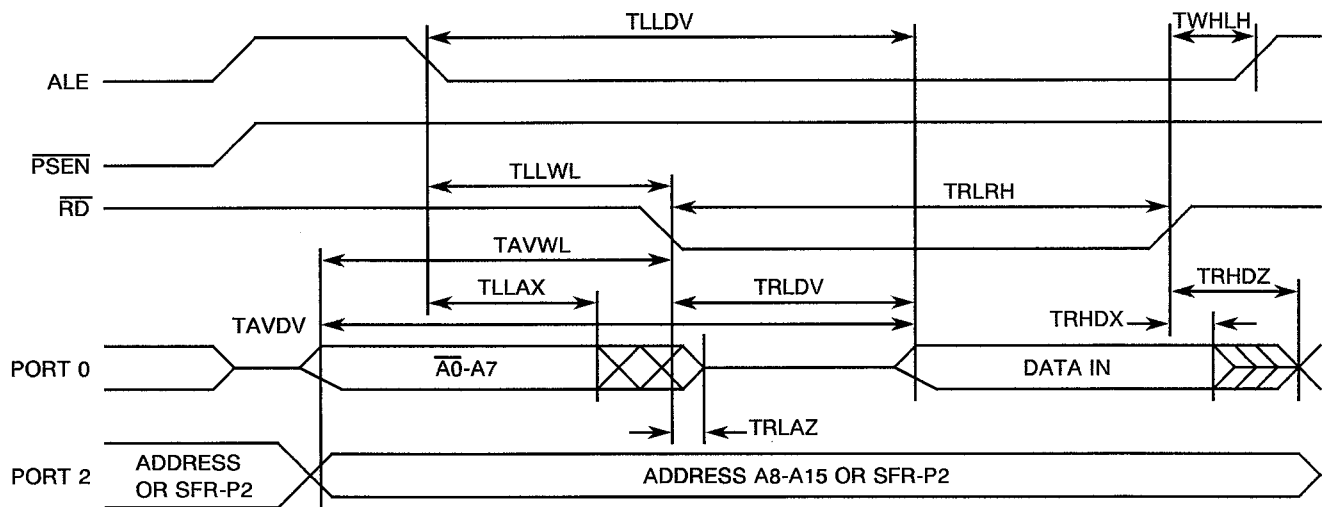 TLLDV
TWHLH
ALE
PSEN
TLLWL
TRLRH
RD
TAVWL
TRHDZ
TLLAX
TRLDV
TAVDV
TRHDX
PORT 0
A0-A7
DATA IN
TRLAZ
PORT 2
ADDRESS
OR SFR-P2
ADDRESS A8-A15 OR SFR-P2